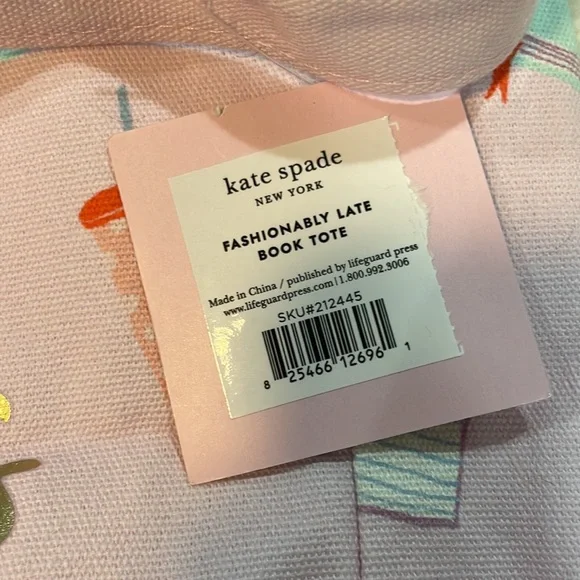 kate spade
NEW YORK
FASHIONABLY LATE
BOOK TOTE
Made in China / published by lifeguard press
www.lifeguardpress.com | 1.800.992.3006
SKU#212445
8 25466 12696 1